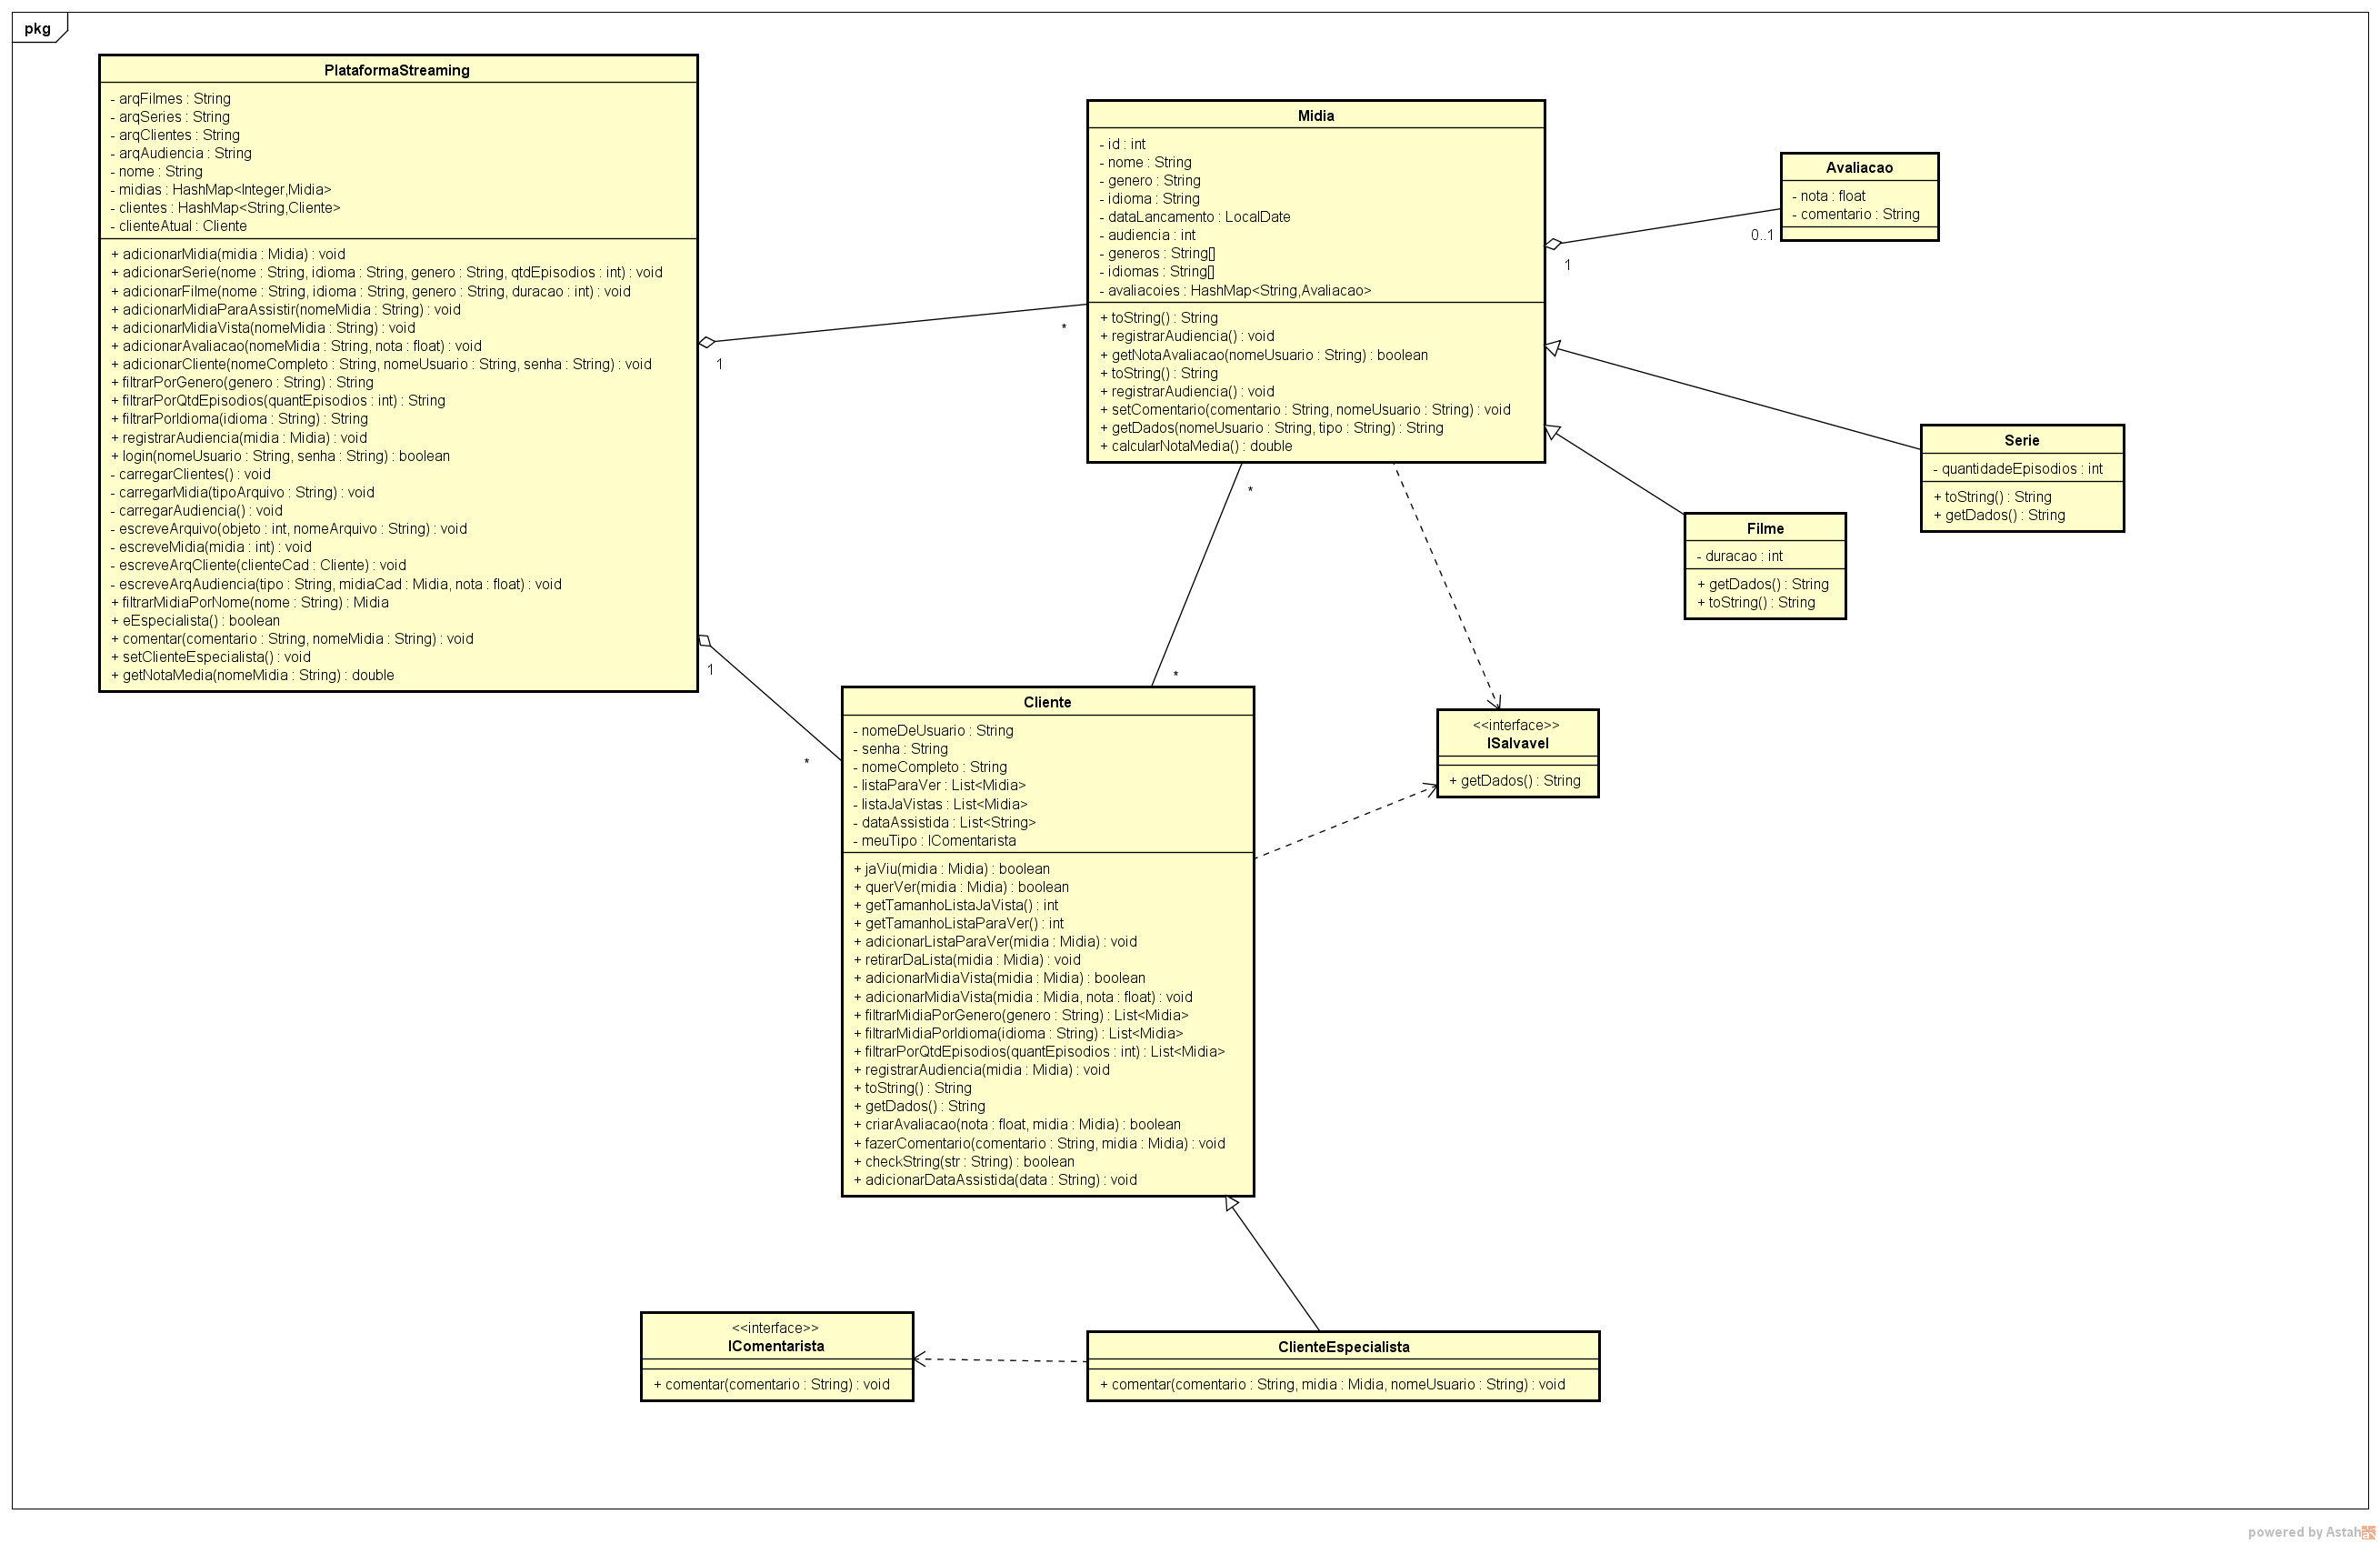 pkg
PlataformaStreaming
- arqFilmes : String
- arqSeries : String
- arqClientes : String
- arqAudiencia : String
- nome : String
- midias : HashMap<Integer,Midia>
- clientes : HashMap<String,Cliente>
- clienteAtual : Cliente
+ adicionarMidia(midia : Midia) : void
+ adicionarSerie(nome : String, idioma : String, genero : String, qtdEpisodios : int) : void
+ adicionarFilme(nome : String, idioma : String, genero : String, duracao : int) : void
+ adicionarMidiaParaAssistir(nomeMidia : String) : void
+ adicionarMidiaVista(nomeMidia : String) : void
+ adicionarAvaliacao(nomeMidia : String, nota : float) : void
+ adicionarCliente(nomeCompleto : String, nomeUsuario : String, senha : String) : void
+ filtrarPorGenero(genero : String) : String
+ filtrarPorQtdEpisodios(quantEpisodios : int) : String
+ filtrarPorIdioma(idioma : String) : String
+ registrarAudiencia(midia : Midia) : void
+ login(nomeUsuario : String, senha : String) : boolean
- carregarClientes() : void
- carregarMidia(tipoArquivo : String) : void
- carregarAudiencia() : void
- escreveArquivo(objeto : int, nomeArquivo : String) : void
- escreveMidia(midia : int) : void
- escreveArqCliente(clienteCad : Cliente) : void
- escreveArqAudiencia(tipo : String, midiaCad : Midia, nota : float) : void
+ filtrarMidiaPorNome(nome : String) : Midia
+ eEspecialista() : boolean
+ comentar(comentario : String, nomeMidia : String) : void
+ setClienteEspecialista() : void
+ getNotaMedia(nomeMidia : String) : double
1
*
1
*
Midia
- id : int
- nome : String
- genero : String
- idioma : String
- dataLancamento : LocalDate
- audiencia : int
- generos : String[]
- idiomas : String[]
- avaliacoies : HashMap<String,Avaliacao>
+ toString() : String
+ registrarAudiencia() : void
+ getNotaAvaliacao(nomeUsuario : String) : boolean
+ toString() : String
+ registrarAudiencia() : void
+ setComentario(comentario : String, nomeUsuario : String) : void
+ getDados(nomeUsuario : String, tipo : String) : String
+ calcularNotaMedia() : double
1
0..1
*
*
Avaliacao
- nota : float
- comentario : String
Serie
- quantidadeEpisodios : int
+ toString() : String
+ getDados() : String
Filme
- duracao : int
+ getDados() : String
+ toString() : String
Cliente
- nomeDeUsuario : String
- senha : String
- nomeCompleto : String
- listaParaVer : List<Midia>
- listaJaVistas : List<Midia>
- dataAssistida : List<String>
- meuTipo : IComentarista
+ jaViu(midia : Midia) : boolean
+ querVer(midia : Midia) : boolean
+ getTamanhoListaJaVista() : int
+ getTamanhoListaParaVer() : int
+ adicionarListaParaVer(midia : Midia) : void
+ retirarDaLista(midia : Midia) : void
+ adicionarMidiaVista(midia : Midia) : boolean
+ adicionarMidiaVista(midia : Midia, nota : float) : void
+ filtrarMidiaPorGenero(genero : String) : List<Midia>
+ filtrarMidiaPorIdioma(idioma : String) : List<Midia>
+ filtrarPorQtdEpisodios(quantEpisodios : int) : List<Midia>
+ registrarAudiencia(midia : Midia) : void
+ toString() : String
+ getDados() : String
+ criarAvaliacao(nota : float, midia : Midia) : boolean
+ fazerComentario(comentario : String, midia : Midia) : void
+ checkString(str : String) : boolean
+ adicionarDataAssistida(data : String) : void
<<interface>>
ISalvavel
+ getDados() : String
<<interface>>
IComentarista
+ comentar(comentario : String) : void
ClienteEspecialista
+ comentar(comentario : String, midia : Midia, nomeUsuario : String) : void
powered by Astah